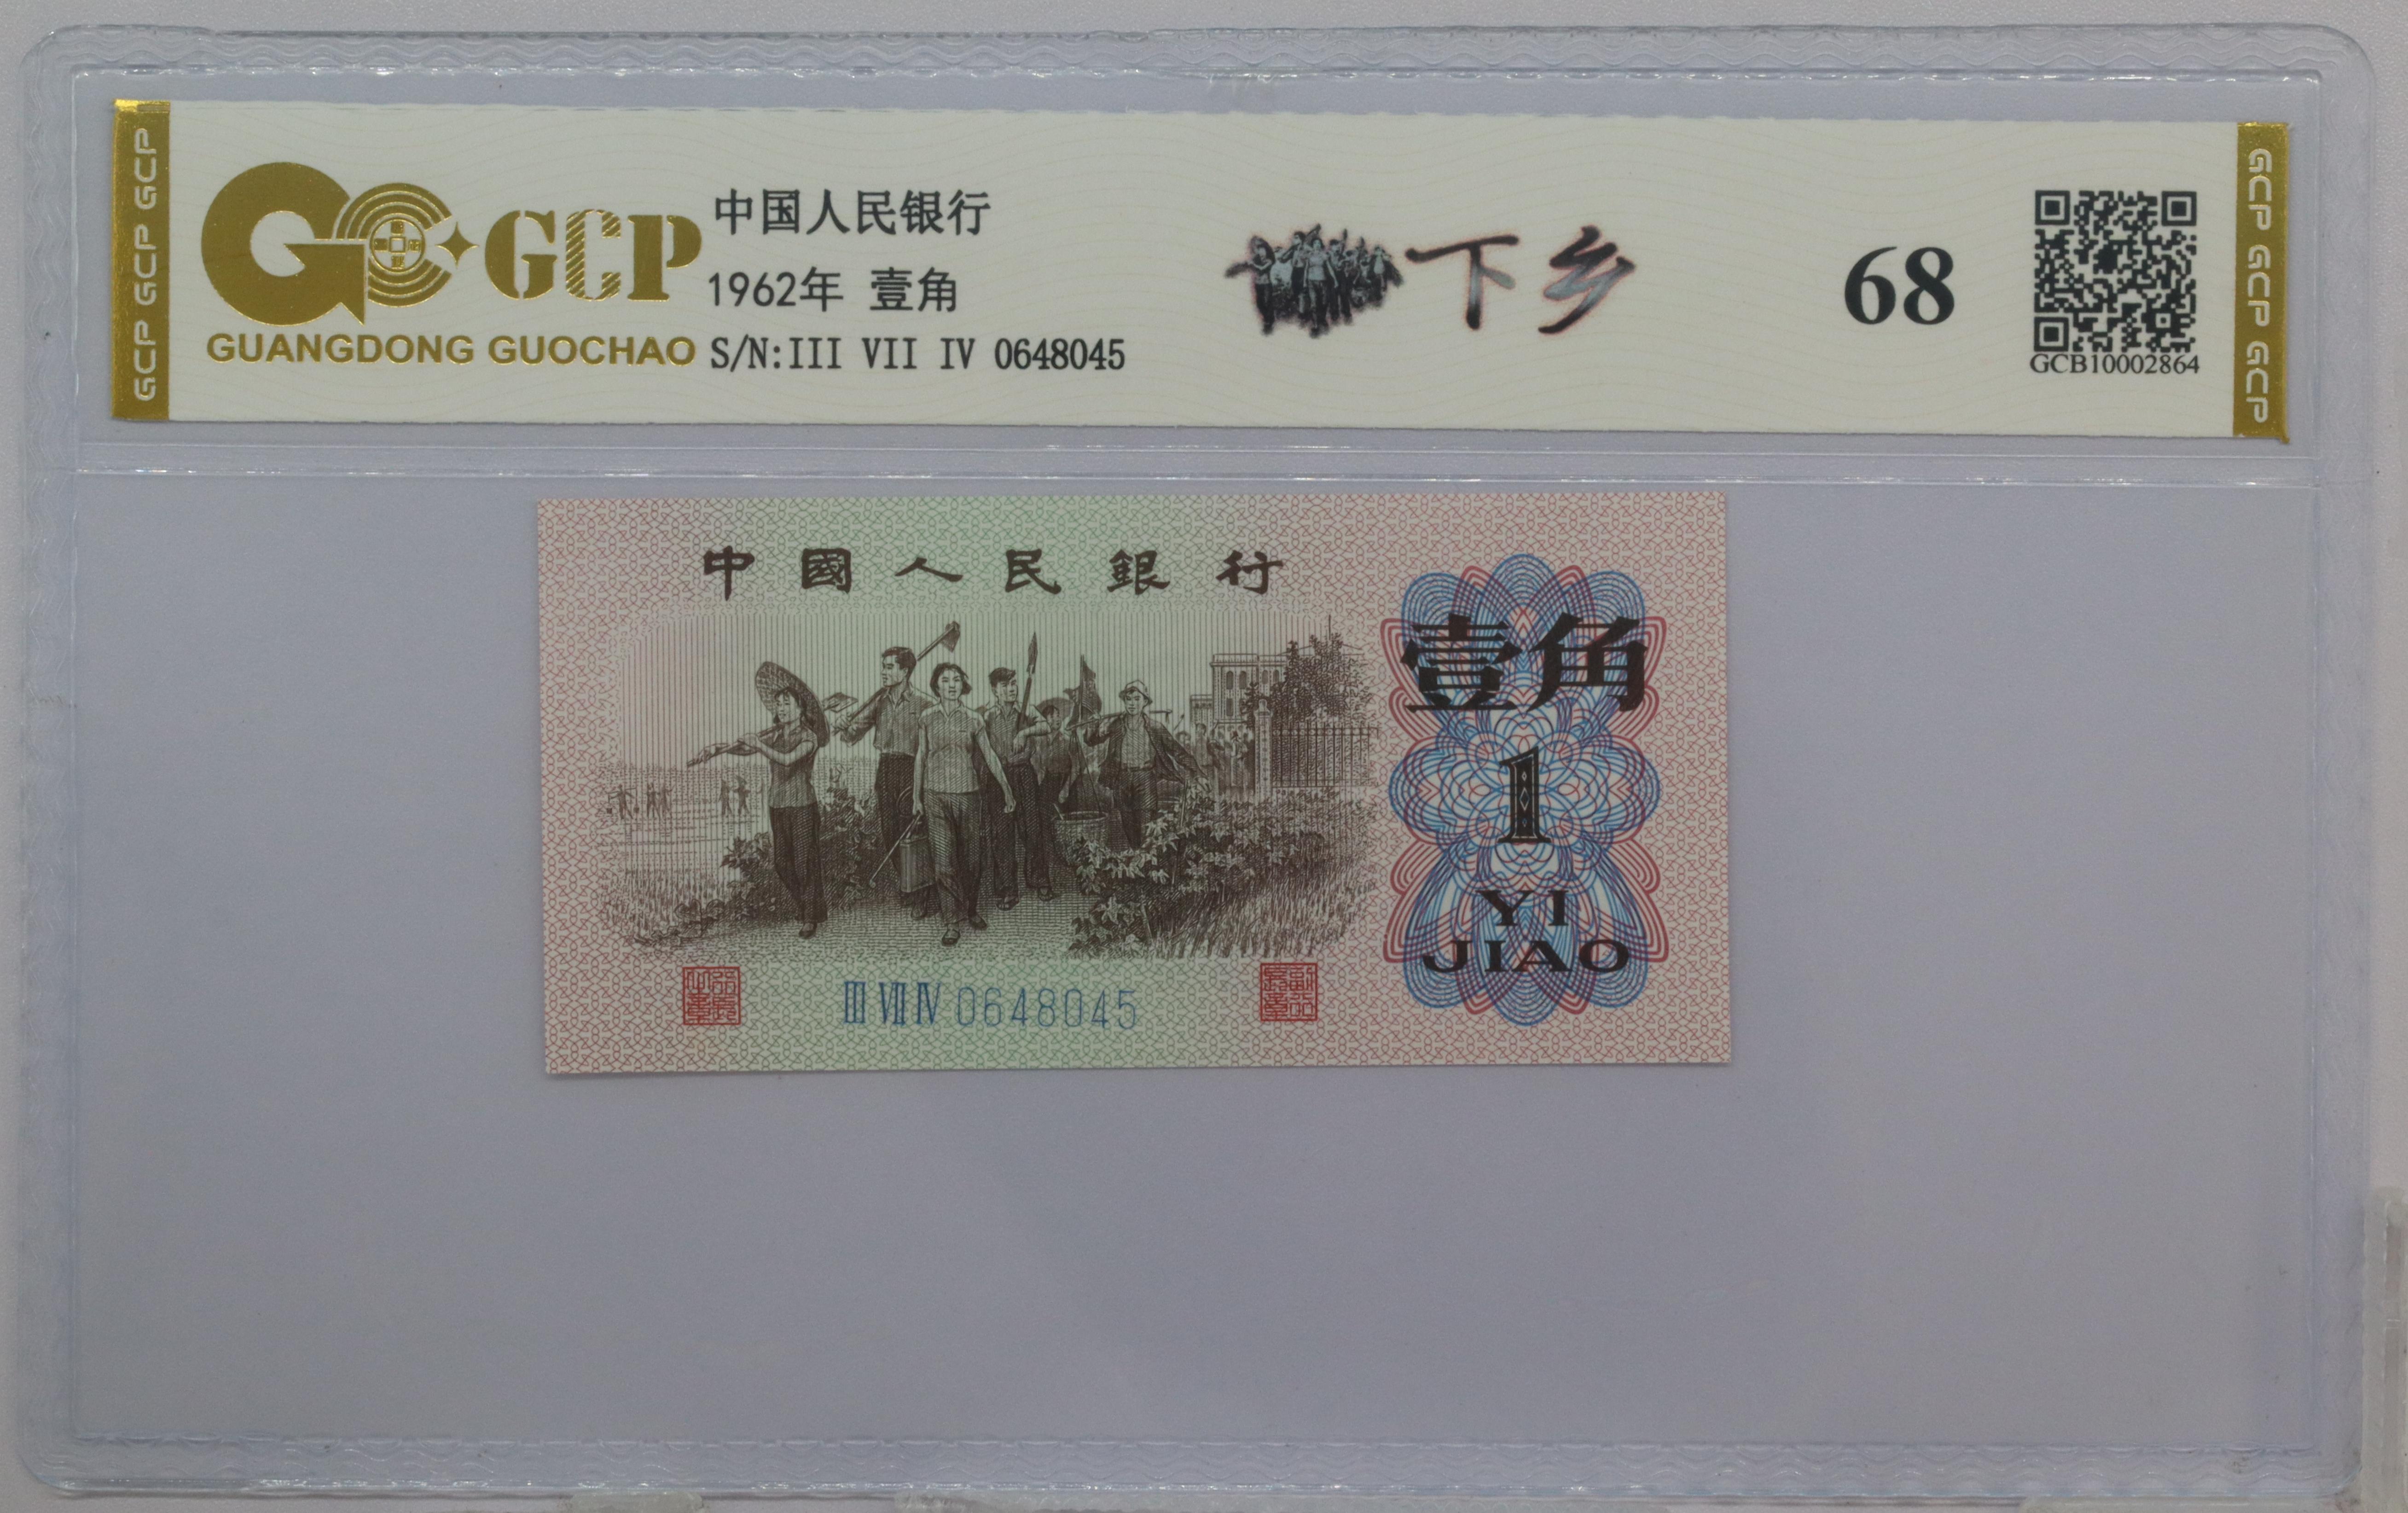 GCP GCP GCP
GCP
GUANGDONG GUOCHAO
中国人民银行
1962年 壹角
S/N:III VII IV 0648045
下乡
68
GCB10002864
GCP GCP GCP
中國人民銀行
壹角
1
YI
JIAO
III VII IV 0648045